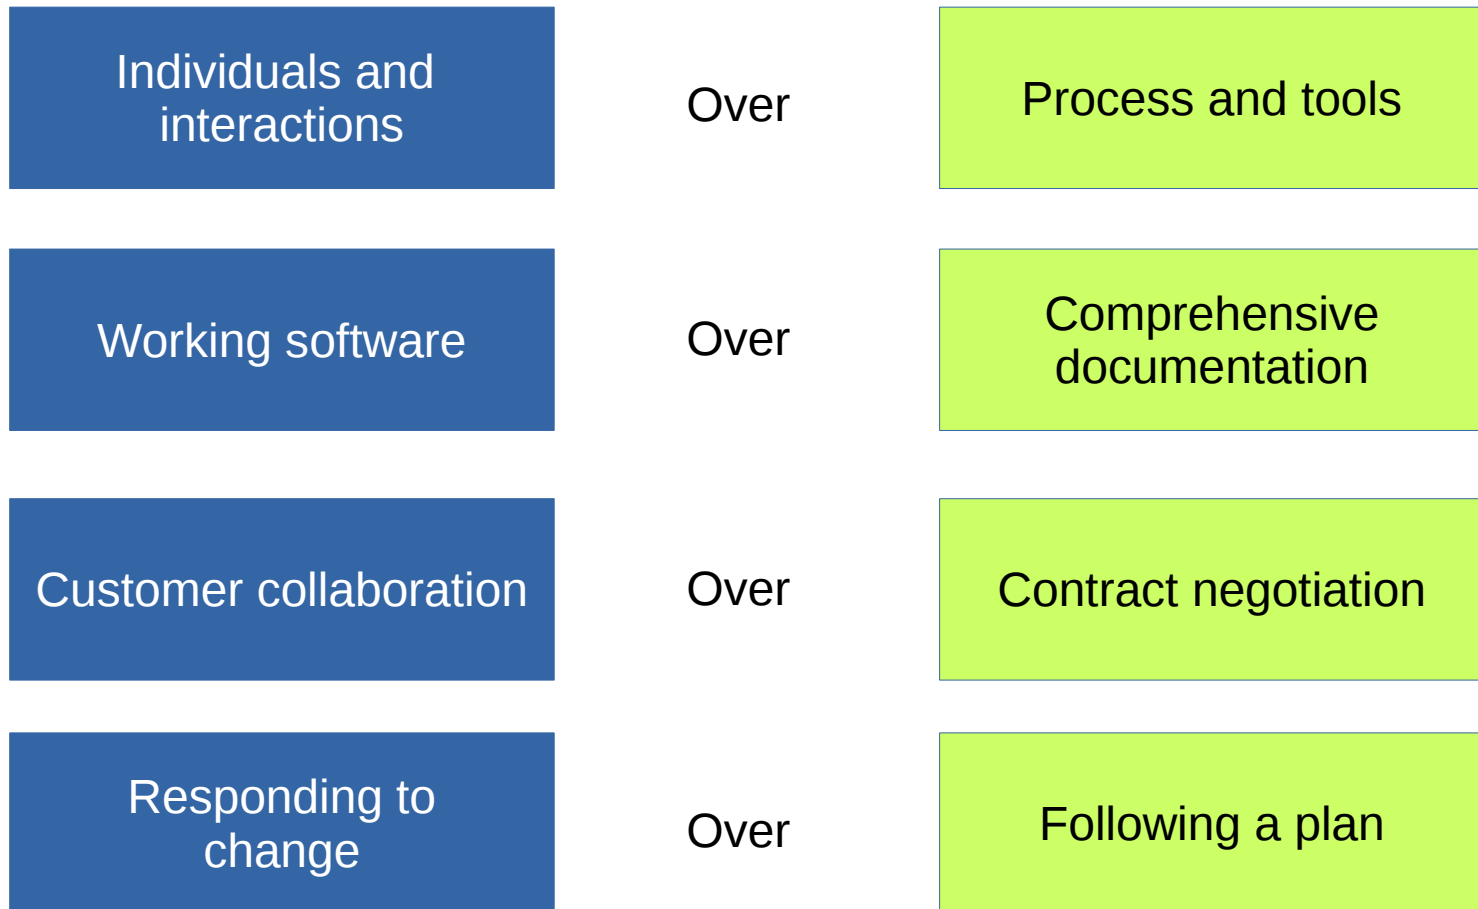 Individuals and
interactions
Over
Process and tools
Working software
Over
Comprehensive
documentation
Customer collaboration
Over
Contract negotiation
Responding to
change
Over
Following a plan